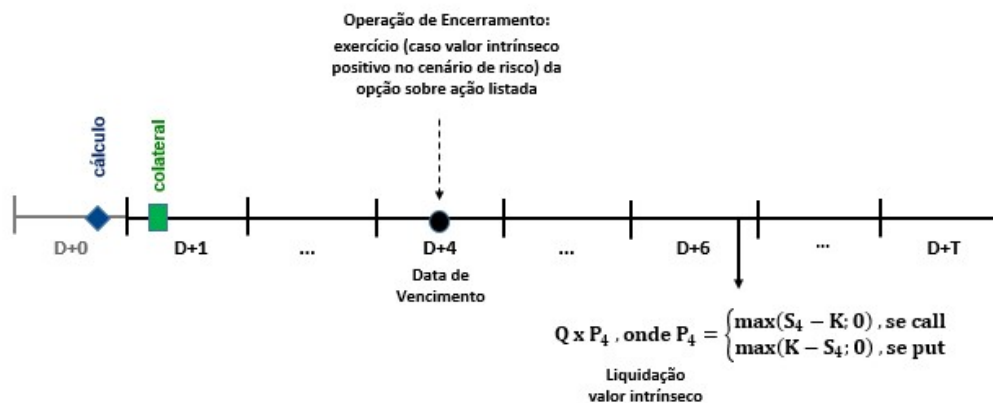 Operação de Encerramento:
exercício (caso valor intrínseco
positivo no cenário de risco) da
opção sobre ação listada
cálculo
colateral
D+0
D+1
...
D+4
...
D+6
...
D+T
Data de
Vencimento
Q x P₄ , onde P₄ = { max(S₄ − K; 0) , se call
max(K − S₄; 0) , se put
Liquidação
valor intrínseco